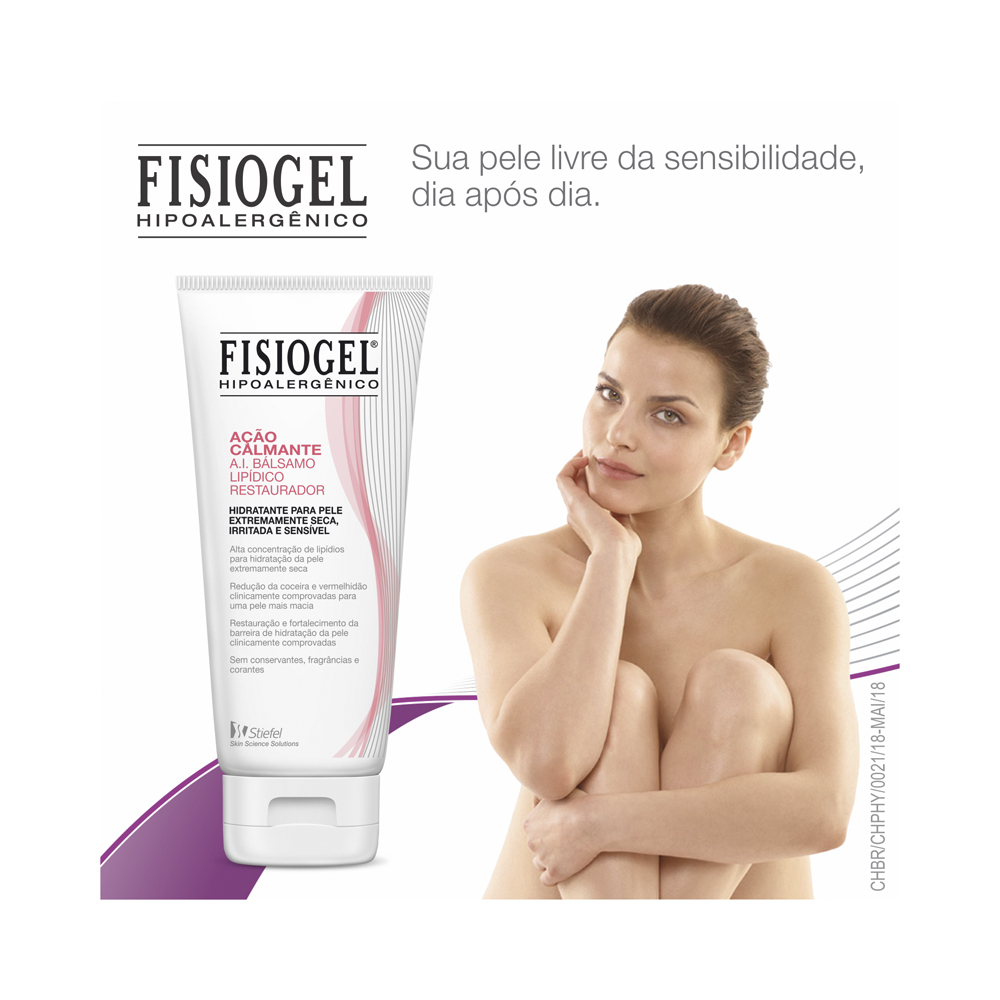 FISIOGEL
HIPOALERGÊNICO
Sua pele livre da sensibilidade,
dia após dia.
FISIOGEL®
HIPOALERGÊNICO
AÇÃO
CALMANTE
A.I. BÁLSAMO
LIPÍDICO
RESTAURADOR
HIDRATANTE PARA PELE
EXTREMAMENTE SECA,
IRRITADA E SENSÍVEL
Alta concentração de lipídios
para hidratação da pele
extremamente seca
Redução da coceira e vermelhidão
clinicamente comprovadas para
uma pele mais macia
Restauração e fortalecimento da
barreira de hidratação da pele
clinicamente comprovadas
Sem conservantes, fragrâncias e
corantes
Stiefel
Skin Science Solutions
CHBR/CHPHY/0021/18-MAI/18